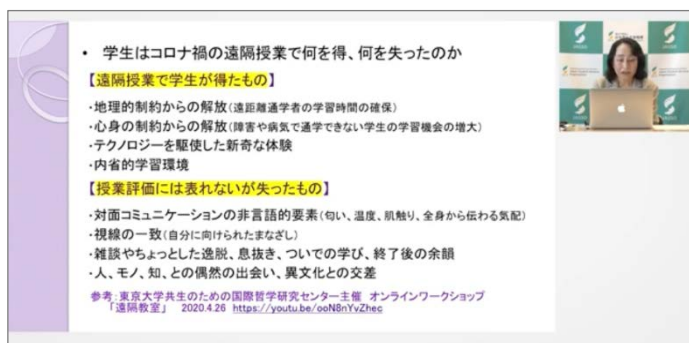 ・ 学生はコロナ禍の遠隔授業で何を得、何を失ったのか
【遠隔授業で学生が得たもの】
・地理的制約からの解放(遠距離通学者の学習時間の確保)
・心身の制約からの解放(障害や病気で通学できない学生の学習機会の増大)
・テクノロジーを駆使した新奇な体験
・内省的学習環境
【授業評価には表れないが失ったもの】
・対面コミュニケーションの非言語的要素(匂い、温度、肌触り、全身から伝わる気配)
・視線の一致(自分に向けられたまなざし)
・雑談やちょっとした逸脱、息抜き、ついでの学び、終了後の余韻
・人、モノ、知、との偶然の出会い、異文化との交差
参考:東京大学共生のための国際哲学研究センター主催 オンラインワークショップ
「遠隔教室」 2020.4.26 https://youtu.be/ooN8nYvZhec